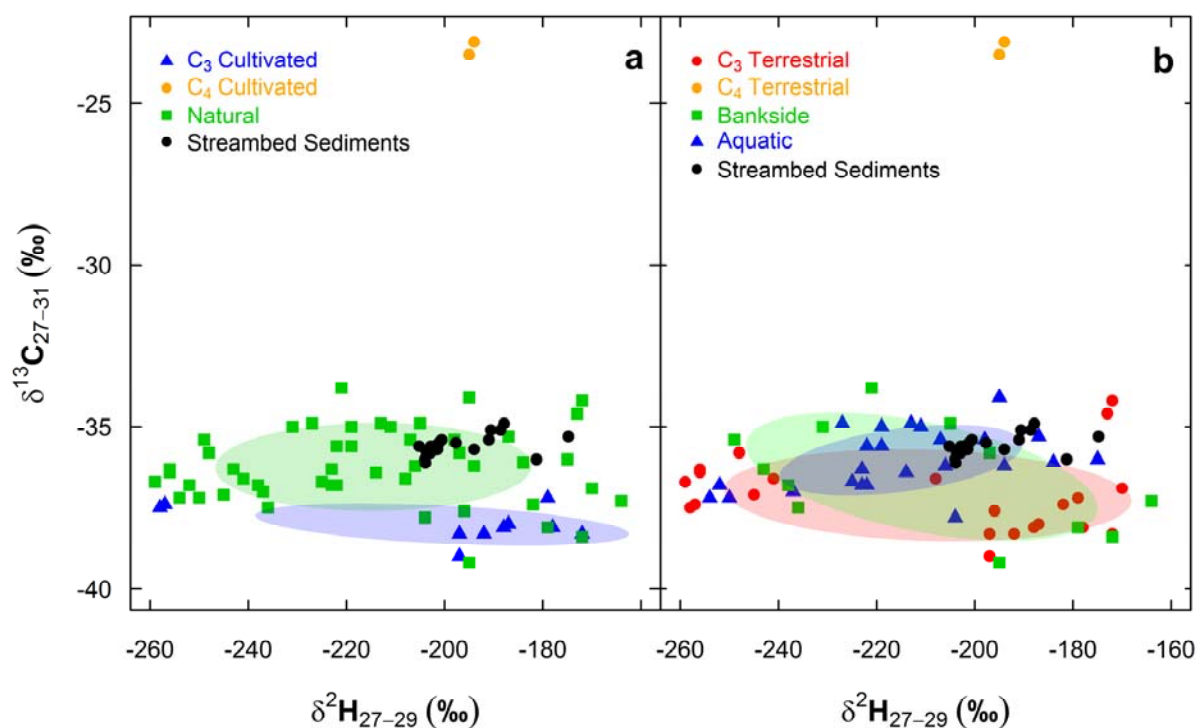 a
C₃ Cultivated
C₄ Cultivated
Natural
Streambed Sediments
b
C₃ Terrestrial
C₄ Terrestrial
Bankside
Aquatic
Streambed Sediments
δ¹³C₂₇₋₃₁ (‰)
-25
-30
-35
-40
-260 -240 -220 -200 -180
-260 -240 -220 -200 -180 -160
δ²H₂₇₋₂₉ (‰)
δ²H₂₇₋₂₉ (‰)